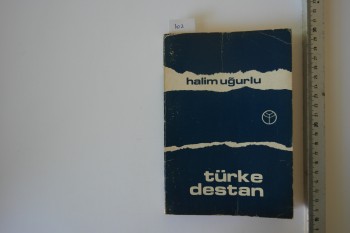 halim uğurlu
türke
destan